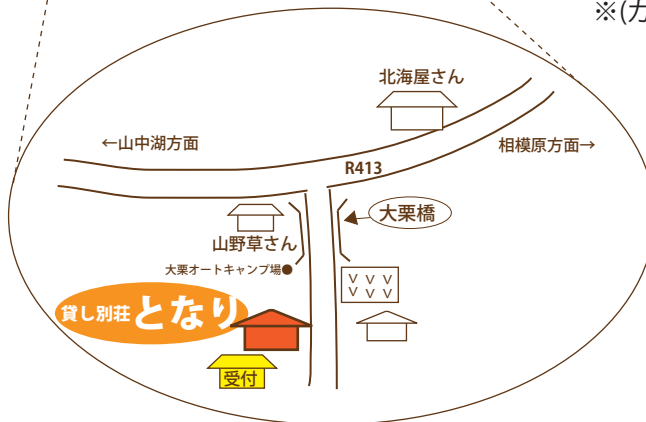 ※(カ
北海屋さん
←山中湖方面
相模原方面→
R413
大栗橋
山野草さん
大栗オートキャンプ場●
貸し別荘となり
受付